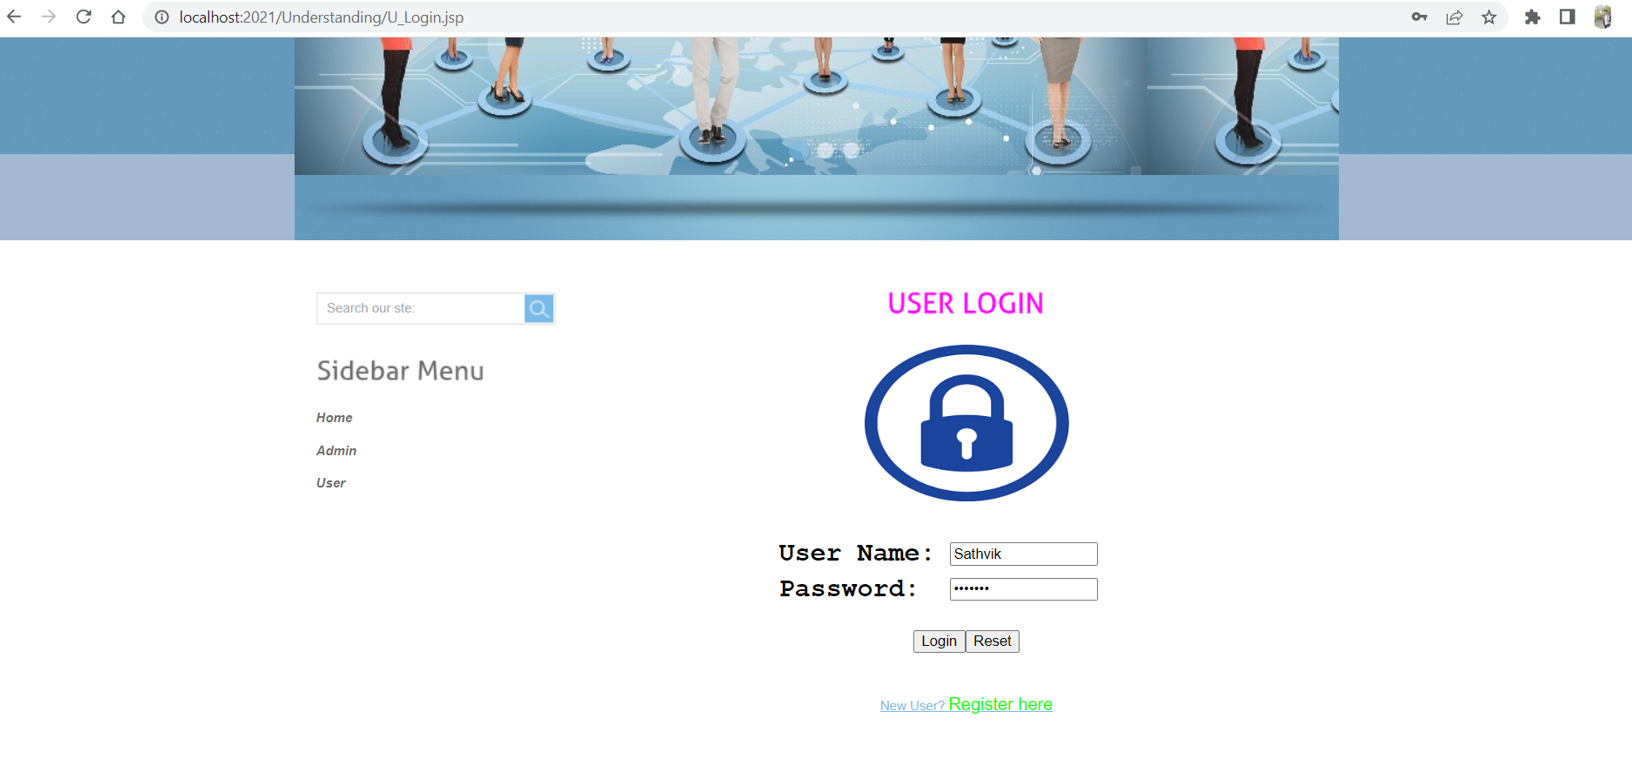 localhost:2021/Understanding/U_Login.jsp
Search our ste:
Sidebar Menu
Home
Admin
User
USER LOGIN
User Name: Sathvik
Password: •••••••
Login Reset
New User? Register here